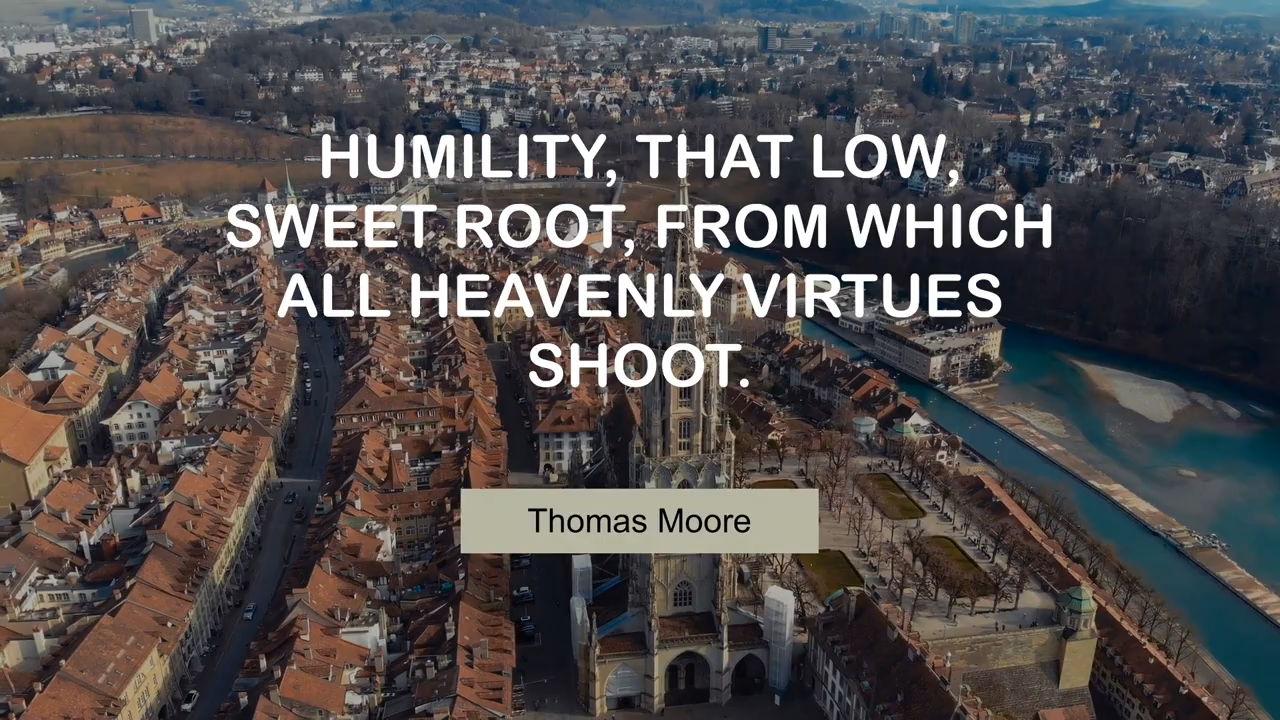 HUMILITY, THAT LOW,
SWEET ROOT, FROM WHICH
ALL HEAVENLY VIRTUES
SHOOT.
Thomas Moore